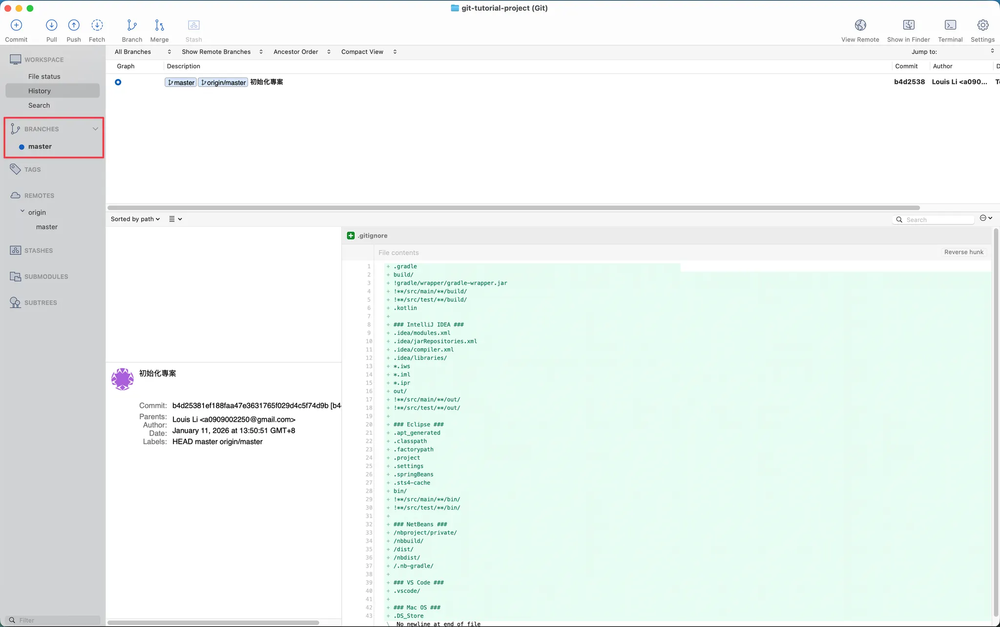 git-tutorial-project (Git)
Commit Pull Push Fetch Branch Merge Stash View Remote Show in Finder Terminal Settings
WORKSPACE
File status
History
Search
BRANCHES
master
TAGS
REMOTES
origin
master
STASHES
SUBMODULES
SUBTREES
Filter
All Branches Show Remote Branches Ancestor Order Compact View Jump to:
Graph Description Commit Author D
master origin/master 初始化專案 b4d2538 Louis Li <a090...
Sorted by path Search
初始化專案
Commit: b4d25381ef188faa47e3631765f029d4c5f74d9b [b4
Parents:
Author: Louis Li <a0909002250@gmail.com>
Date: January 11, 2026 at 13:50:51 GMT+8
Labels: HEAD master origin/master
.gitignore
File contents Reverse hunk
1 + .gradle
2 + build/
3 + !gradle/wrapper/gradle-wrapper.jar
4 + !**/src/main/**/build/
5 + !**/src/test/**/build/
6 + .kotlin
7 +
8 + ### IntelliJ IDEA ###
9 + .idea/modules.xml
10 + .idea/jarRepositories.xml
11 + .idea/compiler.xml
12 + .idea/libraries/
13 + *.iws
14 + *.iml
15 + *.ipr
16 + out/
17 + !**/src/main/**/out/
18 + !**/src/test/**/out/
19 +
20 + ### Eclipse ###
21 + .apt_generated
22 + .classpath
23 + .factorypath
24 + .project
25 + .settings
26 + .springBeans
27 + .sts4-cache
28 + bin/
29 + !**/src/main/**/bin/
30 + !**/src/test/**/bin/
31 +
32 + ### NetBeans ###
33 + /nbproject/private/
34 + /nbbuild/
35 + /dist/
36 + /nbdist/
37 + /.nb-gradle/
38 +
39 + ### VS Code ###
40 + .vscode/
41 +
42 + ### Mac OS ###
43 + .DS_Store
\ No newline at end of file